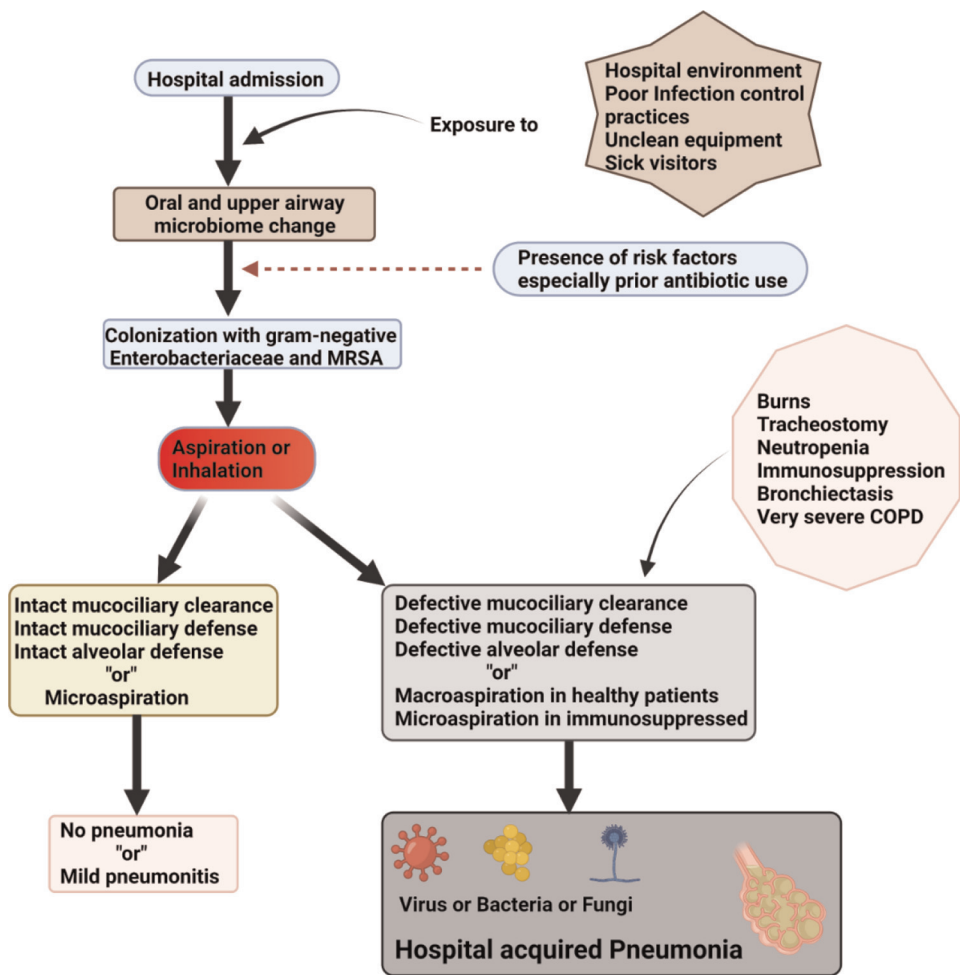 Hospital admission
Exposure to
Hospital environment
Poor Infection control
practices
Unclean equipment
Sick visitors
Oral and upper airway
microbiome change
Presence of risk factors
especially prior antibiotic use
Colonization with gram-negative
Enterobacteriaceae and MRSA
Aspiration or
Inhalation
Burns
Tracheostomy
Neutropenia
Immunosuppression
Bronchiectasis
Very severe COPD
Intact mucociliary clearance
Intact mucociliary defense
Intact alveolar defense
"or"
Microaspiration
Defective mucociliary clearance
Defective mucociliary defense
Defective alveolar defense
"or"
Macroaspiration in healthy patients
Microaspiration in immunosuppressed
No pneumonia
"or"
Mild pneumonitis
Virus or Bacteria or Fungi
Hospital acquired Pneumonia